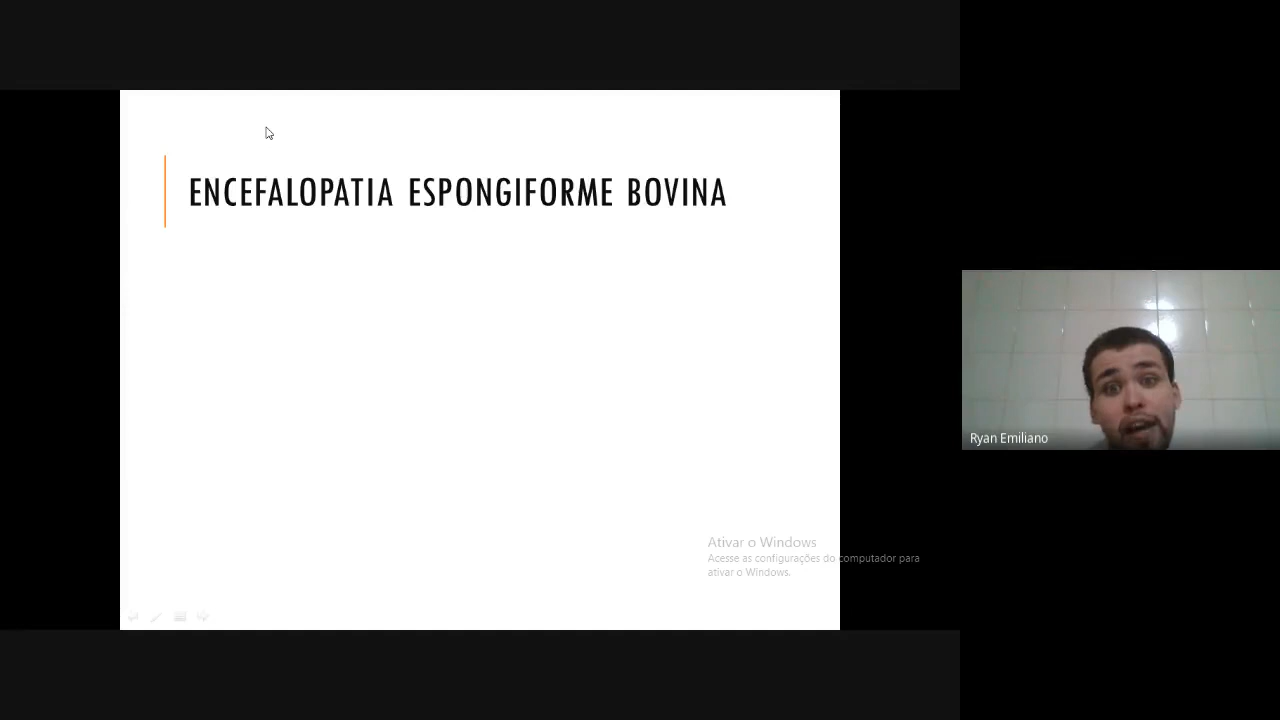 ENCEFALOPATIA ESPONGIFORME BOVINA
Ryan Emiliano
Ativar o Windows
Acesse as configurações do computador para
ativar o Windows.